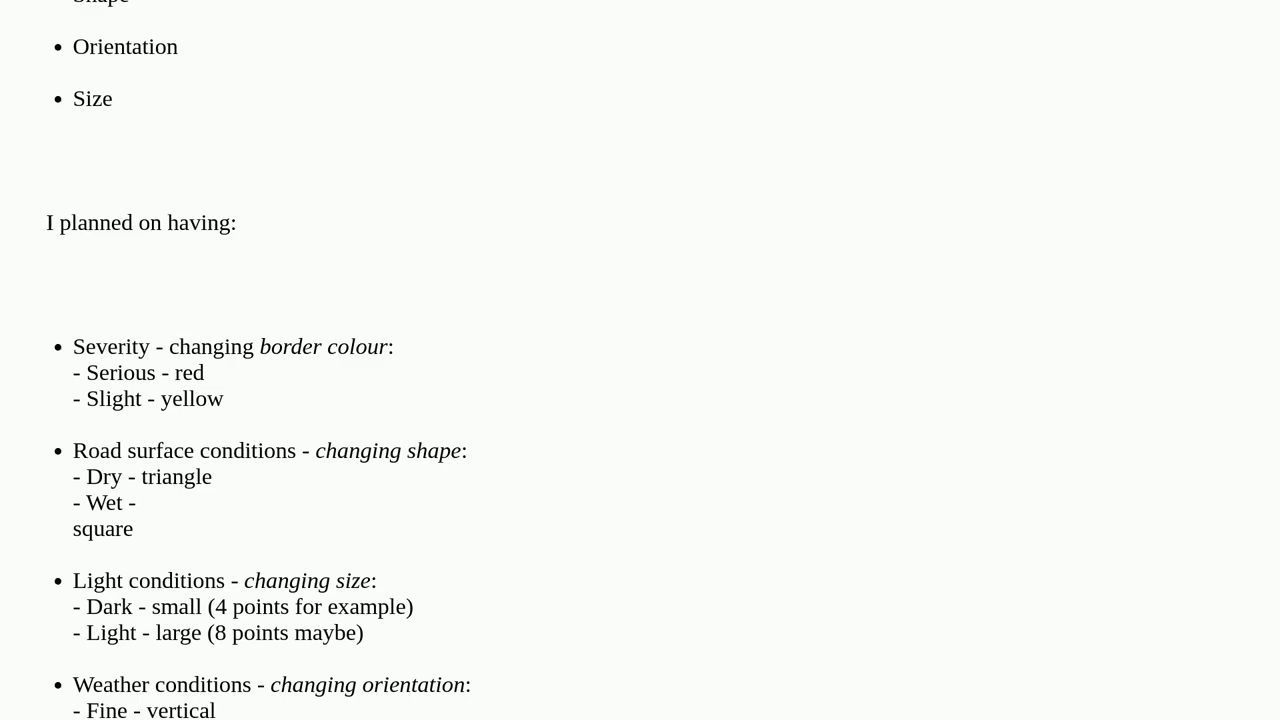 Shape
• Orientation
• Size
I planned on having:
• Severity - changing border colour:
- Serious - red
- Slight - yellow
• Road surface conditions - changing shape:
- Dry - triangle
- Wet -
square
• Light conditions - changing size:
- Dark - small (4 points for example)
- Light - large (8 points maybe)
• Weather conditions - changing orientation:
- Fine - vertical